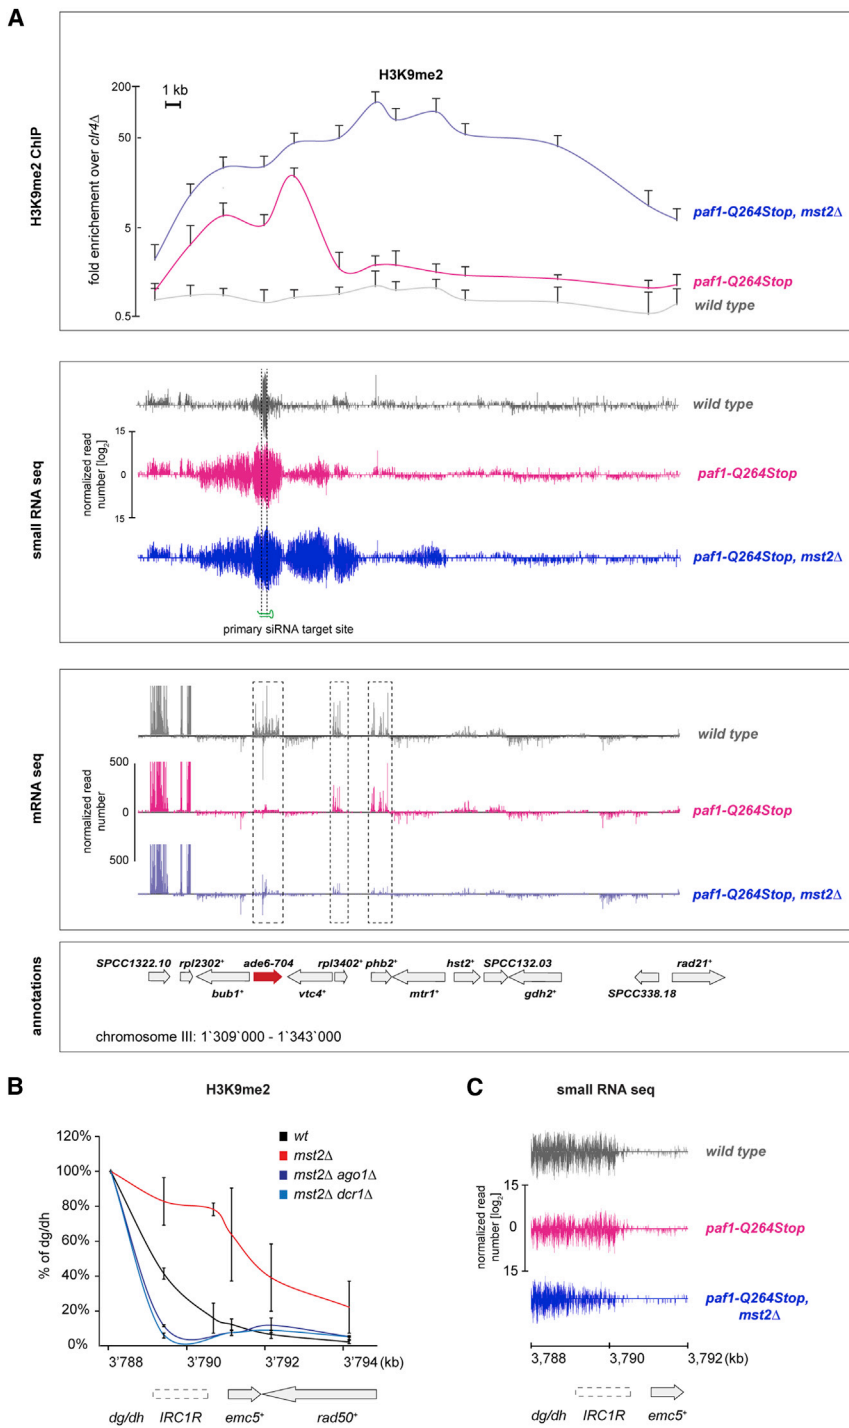 A
H3K9me2 ChIP
fold enrichement over clr4Δ
200
50
5
0.5
1 kb
H3K9me2
paf1-Q264Stop, mst2Δ
paf1-Q264Stop
wild type
small RNA seq
normalized read
number [log2]
15
0
15
wild type
paf1-Q264Stop
paf1-Q264Stop, mst2Δ
primary siRNA target site
mRNA seq
normalized read
number
500
0
500
wild type
paf1-Q264Stop
paf1-Q264Stop, mst2Δ
annotations
SPCC1322.10 rpl2302+ ade6-704 rpl3402+ phb2+ hst2+ SPCC132.03 rad21+
bub1+ vtc4+ mtr1+ gdh2+ SPCC338.18
chromosome III: 1`309`000 - 1`343`000
B
H3K9me2
% of dg/dh
120%
100%
80%
60%
40%
20%
0%
wt
mst2Δ
mst2Δ ago1Δ
mst2Δ dcr1Δ
3'788 3'790 3'792 3'794 (kb)
dg/dh IRC1R emc5+ rad50+
C
small RNA seq
normalized read
number [log2]
15
0
15
wild type
paf1-Q264Stop
paf1-Q264Stop,
mst2Δ
3,788 3,790 3,792 (kb)
dg/dh IRC1R emc5+